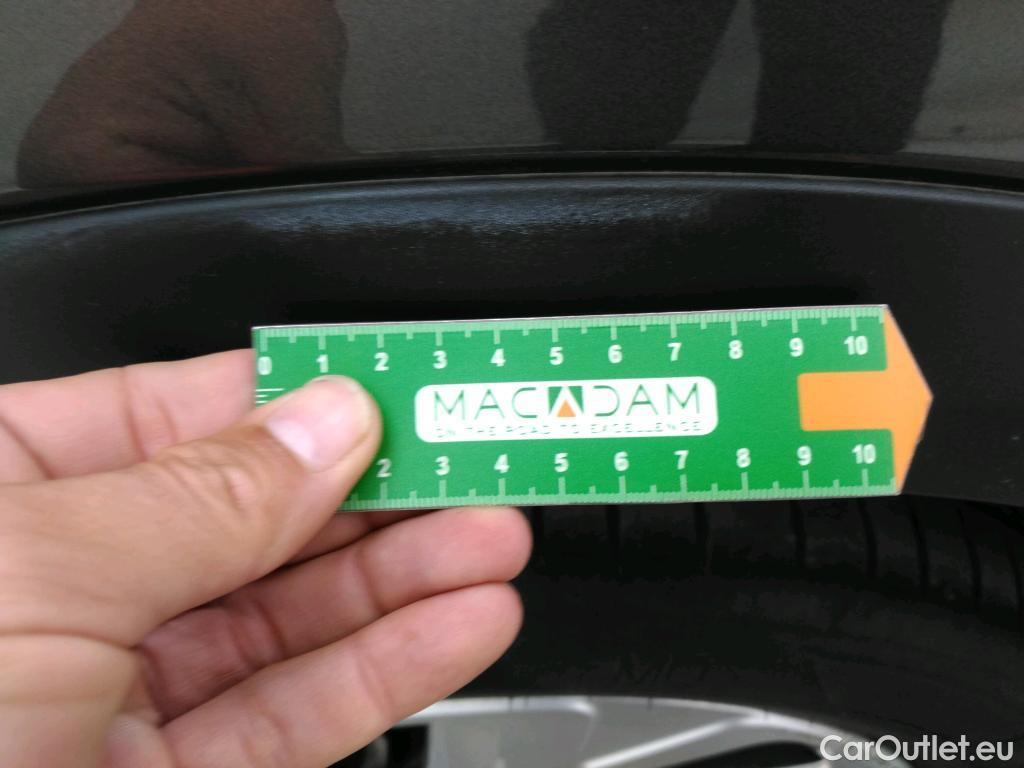 0 1 2 3 4 5 6 7 8 9 10
MACADAM
ON THE ROAD TO EXCELLENCE
2 3 4 5 6 7 8 9 10
CarOutlet.eu